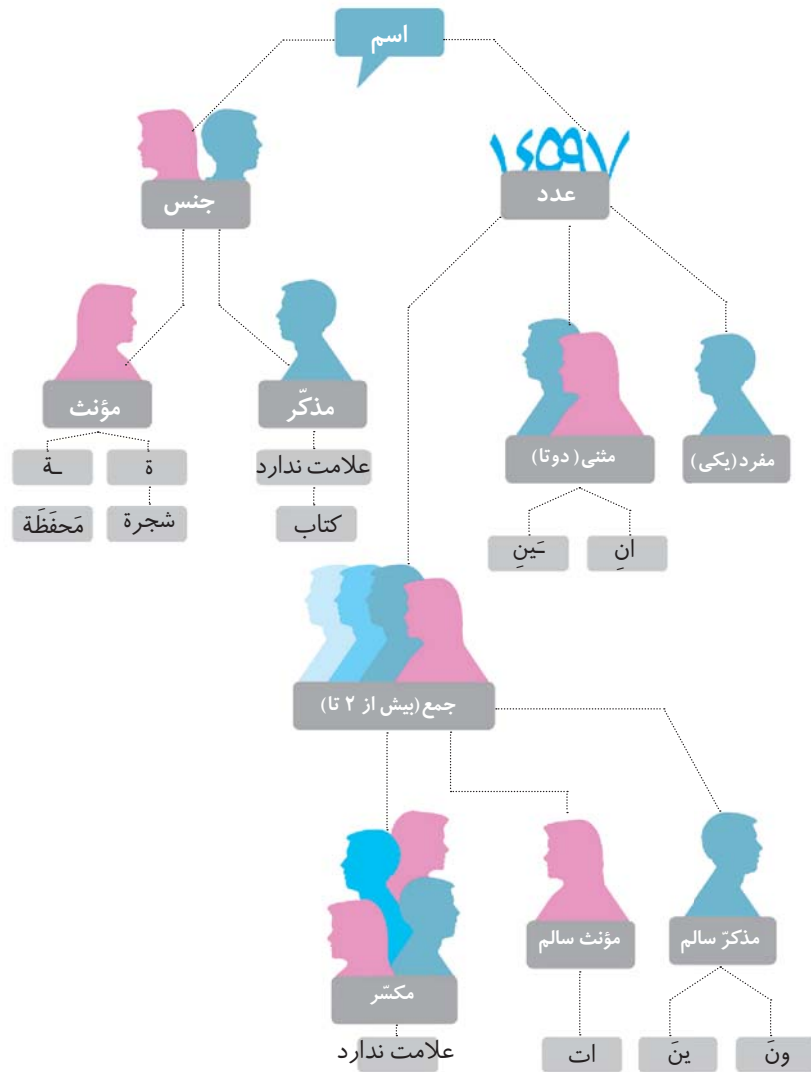 اسم
۱۴۵۹۷
عدد
جنس
مفرد(یکی)
مثنی(دوتا)
انِ
ـَینِ
مذکّر
علامت ندارد
کتاب
مؤنث
ة
ـة
شجرة
مَحفَظَة
جمع(بیش از ۲ تا)
مذکرّ سالم
ونَ
ینَ
مؤنث سالم
ات
مکسّر
علامت ندارد